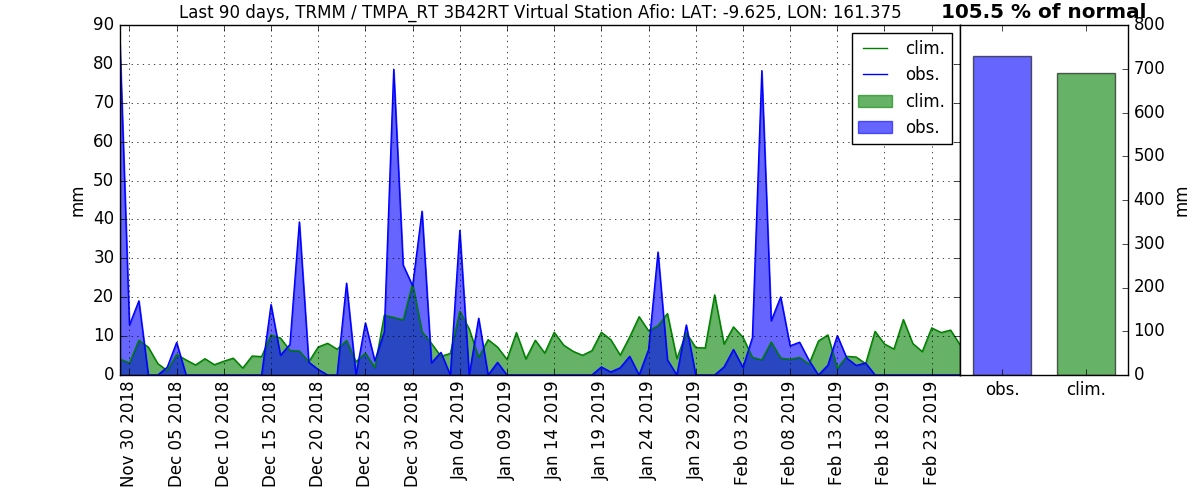 Last 90 days, TRMM / TMPA_RT 3B42RT Virtual Station Afio: LAT: -9.625, LON: 161.375
105.5 % of normal
90
80
70
60
50
40
30
20
10
0
mm
clim.
obs.
clim.
obs.
Nov 30 2018
Dec 05 2018
Dec 10 2018
Dec 15 2018
Dec 20 2018
Dec 25 2018
Dec 30 2018
Jan 04 2019
Jan 09 2019
Jan 14 2019
Jan 19 2019
Jan 24 2019
Jan 29 2019
Feb 03 2019
Feb 08 2019
Feb 13 2019
Feb 18 2019
Feb 23 2019
800
700
600
500
400
300
200
100
0
mm
obs.
clim.